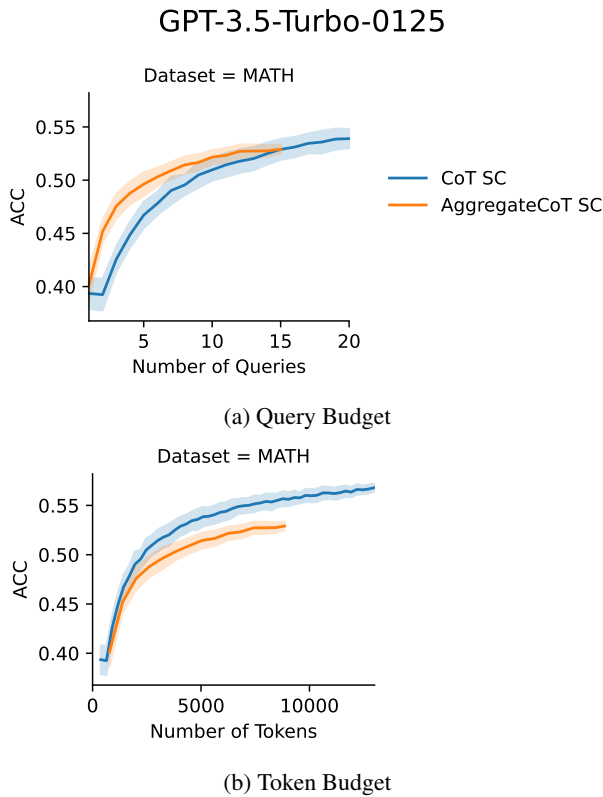 GPT-3.5-Turbo-0125
Dataset = MATH
0.55
0.50
0.45
0.40
ACC
5 10 15 20
Number of Queries
CoT SC
AggregateCoT SC
(a) Query Budget
Dataset = MATH
0.55
0.50
0.45
0.40
ACC
0 5000 10000
Number of Tokens
(b) Token Budget